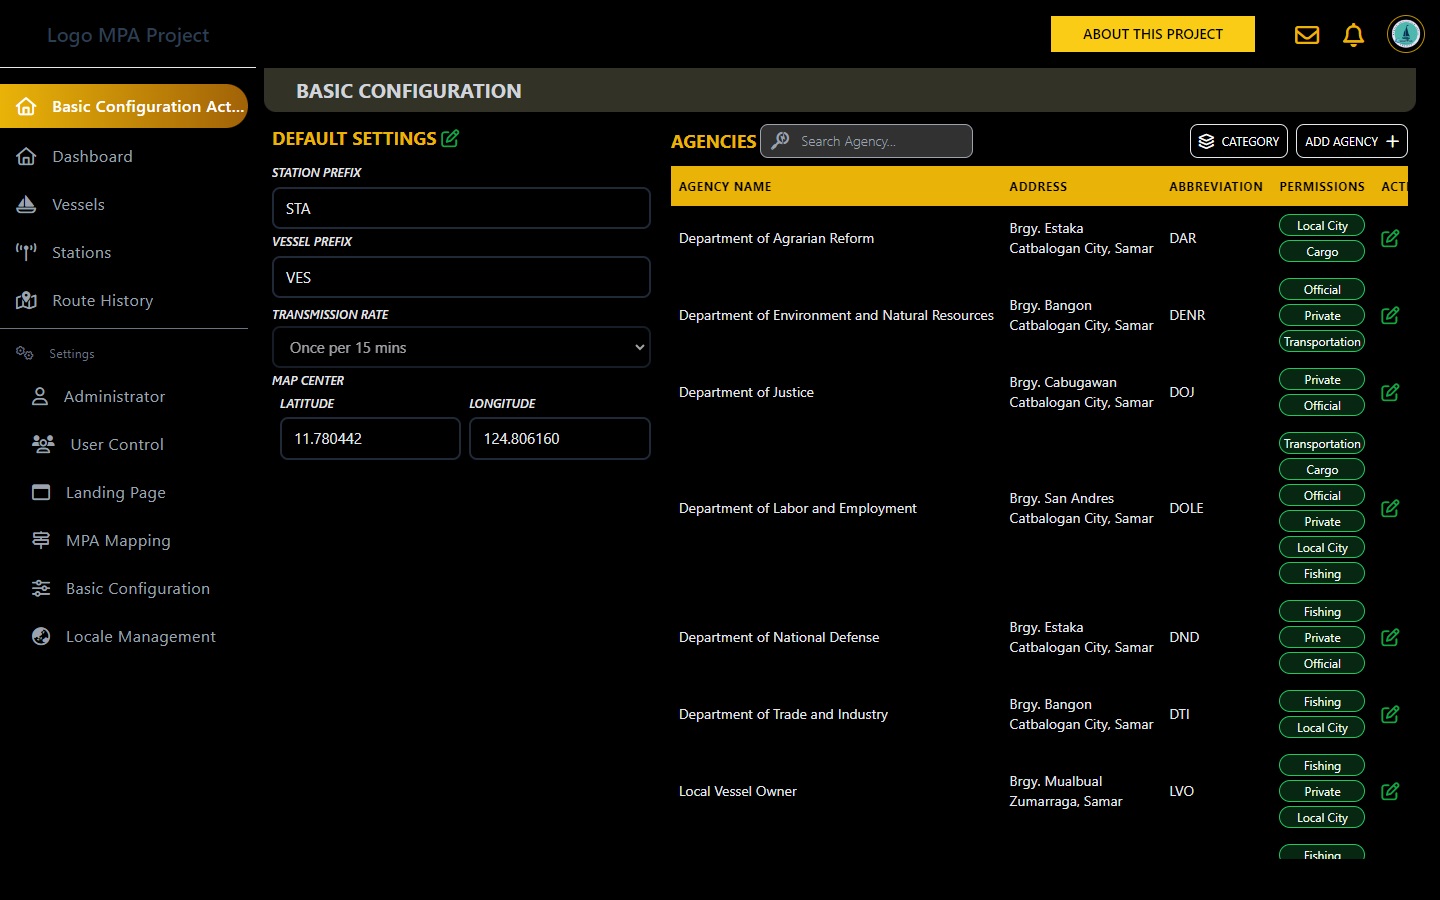 Logo MPA Project
ABOUT THIS PROJECT
Basic Configuration Act...
Dashboard
Vessels
Stations
Route History
Settings
Administrator
User Control
Landing Page
MPA Mapping
Basic Configuration
Locale Management
BASIC CONFIGURATION
DEFAULT SETTINGS
STATION PREFIX
STA
VESSEL PREFIX
VES
TRANSMISSION RATE
Once per 15 mins
MAP CENTER
LATITUDE LONGITUDE
11.780442 124.806160
AGENCIES Search Agency... CATEGORY ADD AGENCY
AGENCY NAME ADDRESS ABBREVIATION PERMISSIONS ACTI
Department of Agrarian Reform
Brgy. Estaka
Catbalogan City, Samar
DAR
Local City
Cargo
Department of Environment and Natural Resources
Brgy. Bangon
Catbalogan City, Samar
DENR
Official
Private
Transportation
Department of Justice
Brgy. Cabugawan
Catbalogan City, Samar
DOJ
Private
Official
Department of Labor and Employment
Brgy. San Andres
Catbalogan City, Samar
DOLE
Transportation
Cargo
Official
Private
Local City
Fishing
Department of National Defense
Brgy. Estaka
Catbalogan City, Samar
DND
Fishing
Private
Official
Department of Trade and Industry
Brgy. Bangon
Catbalogan City, Samar
DTI
Fishing
Local City
Local Vessel Owner
Brgy. Mualbual
Zumarraga, Samar
LVO
Fishing
Private
Local City
Fishing